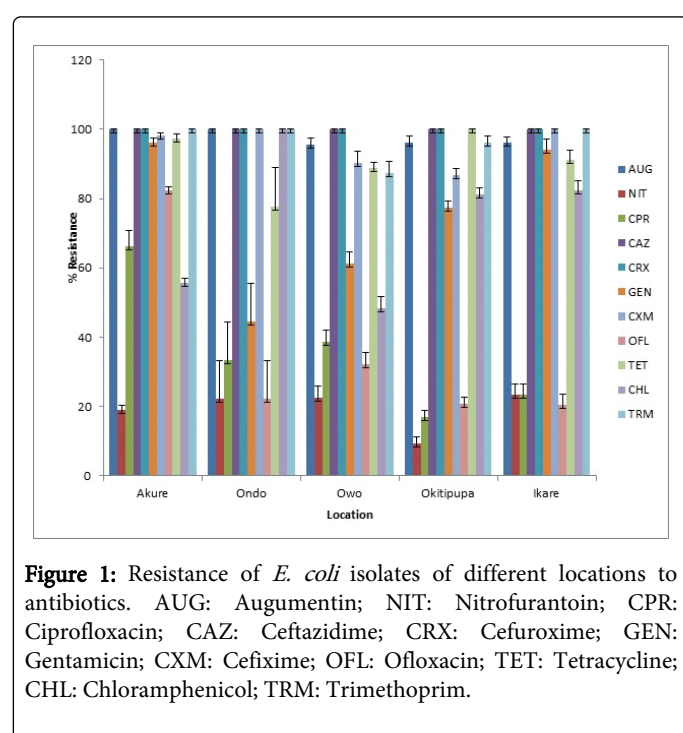 120
100
80
60
40
20
0
% Resistance
Akure
Ondo
Owo
Okitipupa
Ikare
Location
AUG
NIT
CPR
CAZ
CRX
GEN
CXM
OFL
TET
CHL
TRM
Figure 1: Resistance of E. coli isolates of different locations to
antibiotics. AUG: Augumentin; NIT: Nitrofurantoin; CPR:
Ciprofloxacin; CAZ: Ceftazidime; CRX: Cefuroxime; GEN:
Gentamicin; CXM: Cefixime; OFL: Ofloxacin; TET: Tetracycline;
CHL: Chloramphenicol; TRM: Trimethoprim.